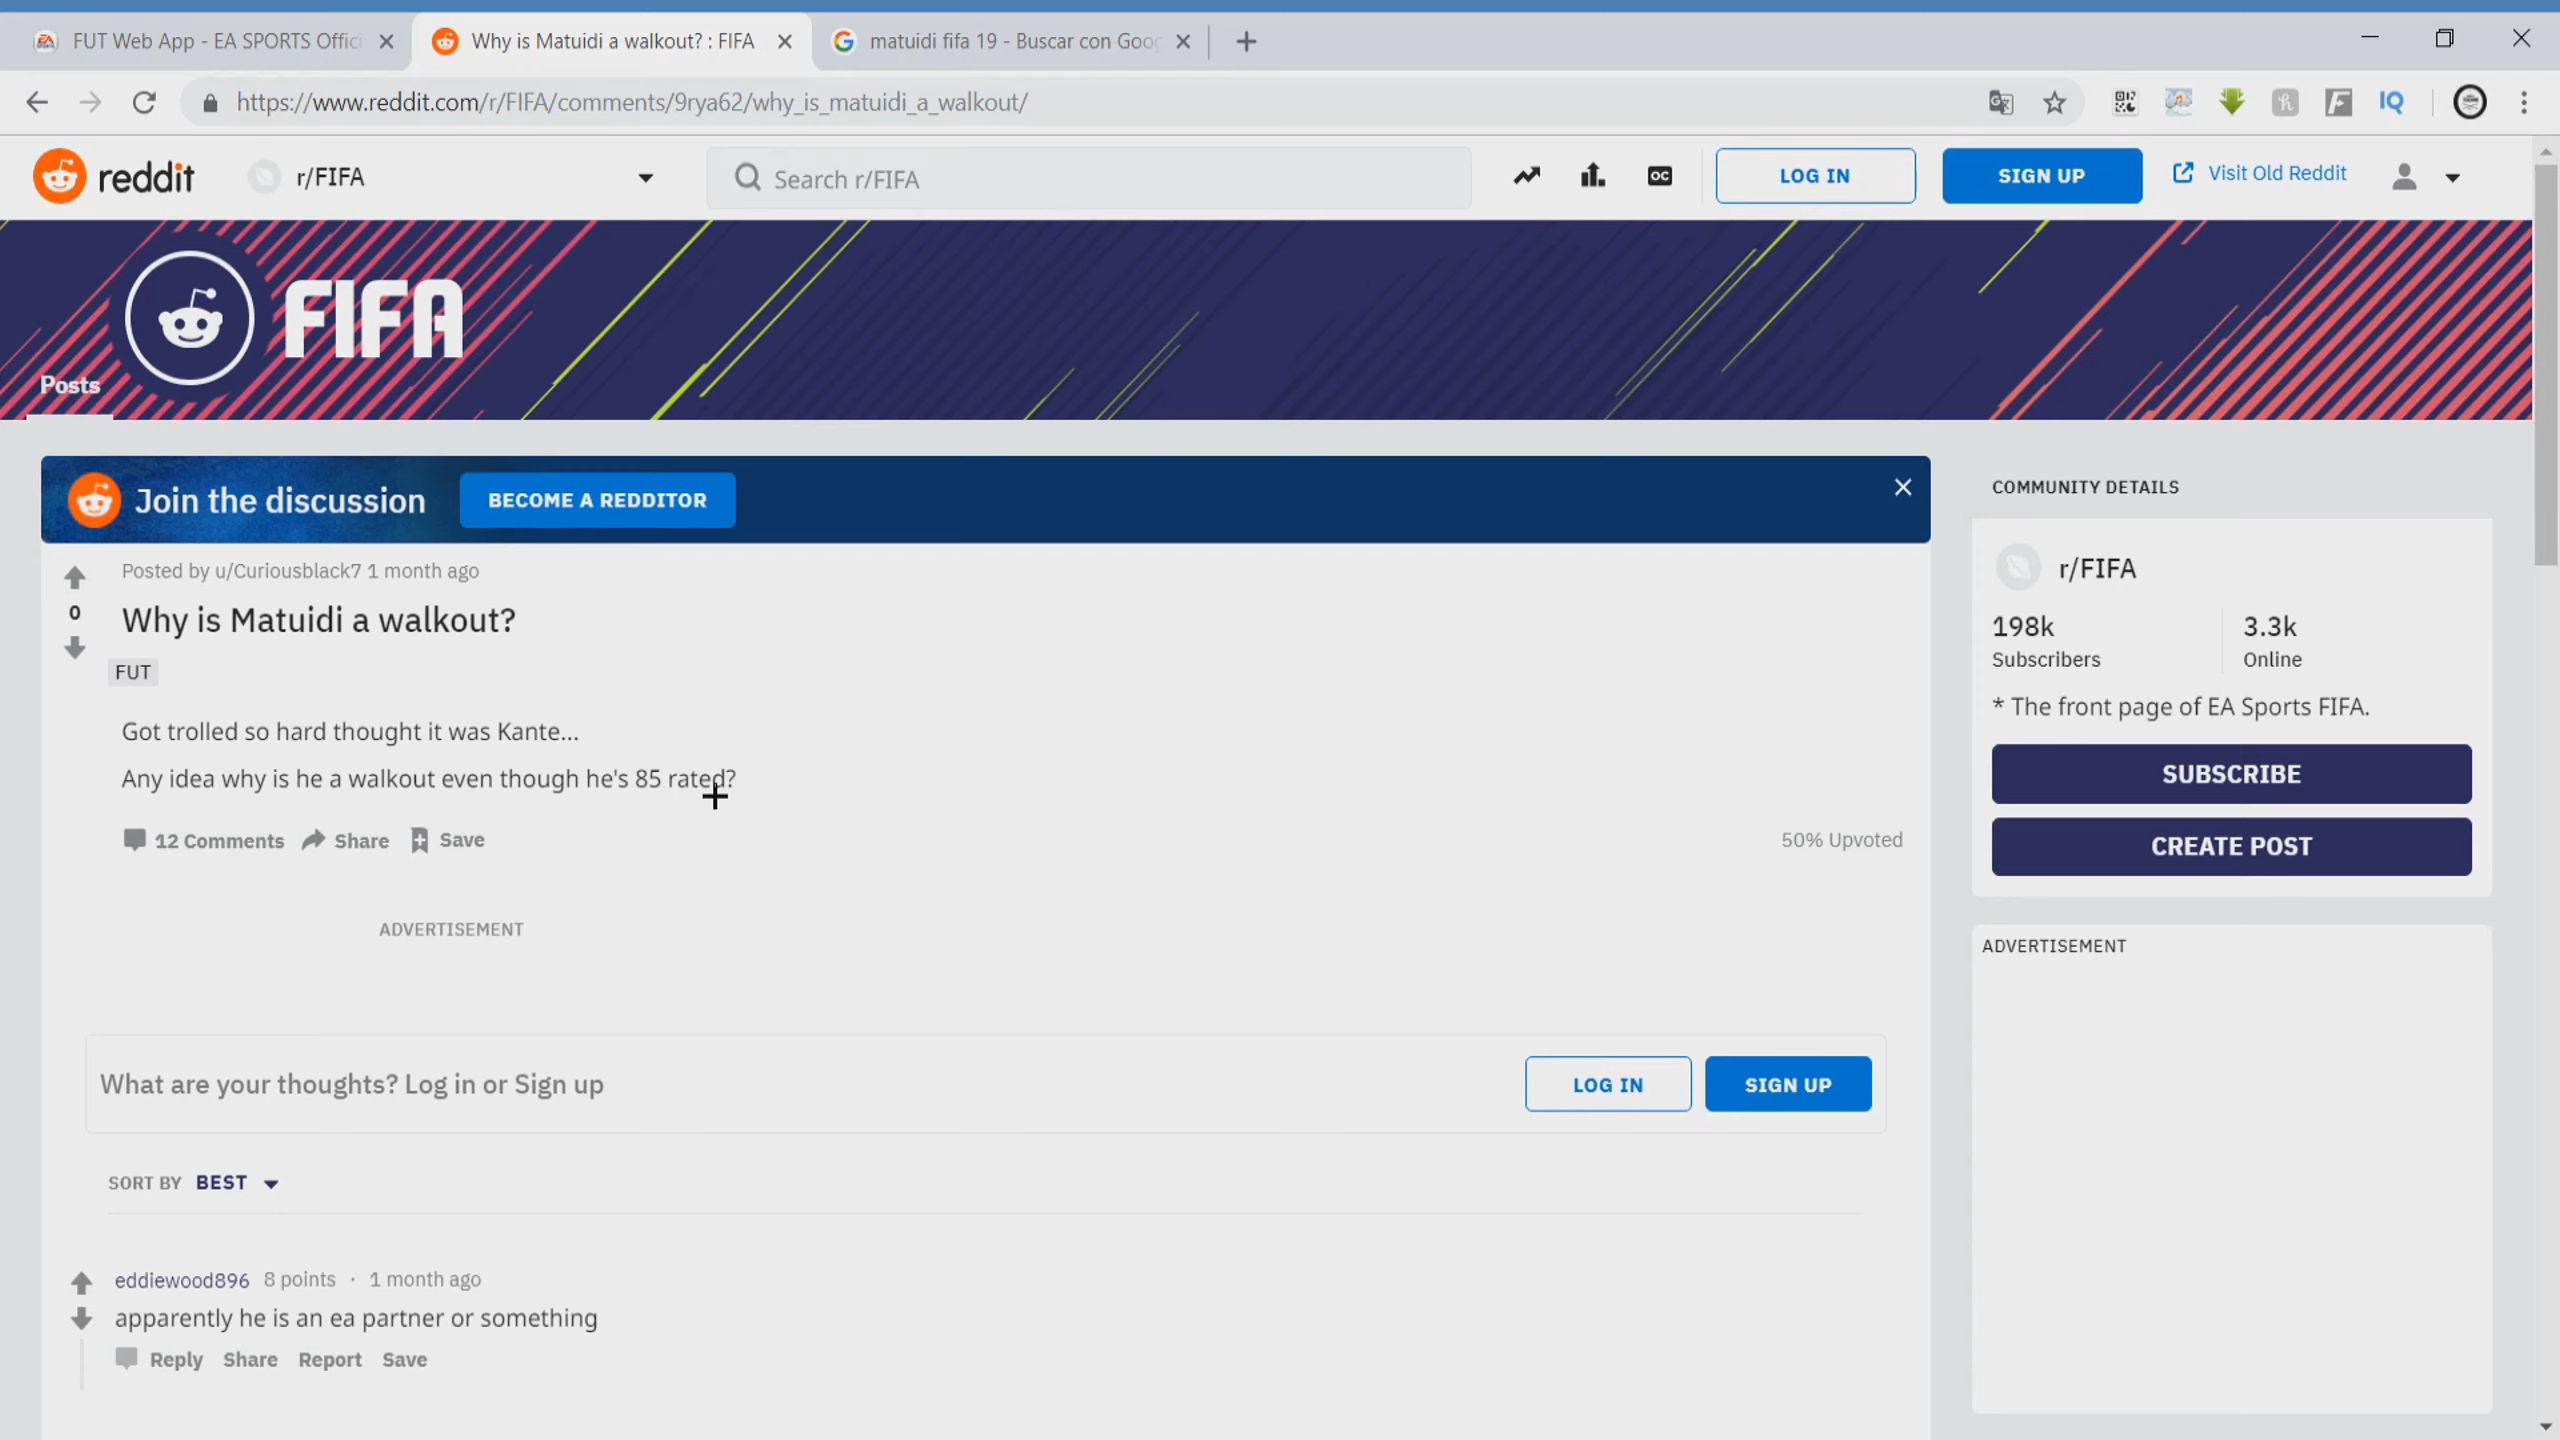 FUT Web App - EA SPORTS Offici
Why is Matuidi a walkout? : FIFA
matuidi fifa 19 - Buscar con Goog
https://www.reddit.com/r/FIFA/comments/9rya62/why_is_matuidi_a_walkout/
reddit
r/FIFA
Search r/FIFA
OC
LOG IN
SIGN UP
Visit Old Reddit
FIFA
Posts
Join the discussion
BECOME A REDDITOR
Posted by u/Curiousblack7 1 month ago
0
Why is Matuidi a walkout?
FUT
Got trolled so hard thought it was Kante...
Any idea why is he a walkout even though he's 85 rated?
12 Comments Share Save
50% Upvoted
ADVERTISEMENT
What are your thoughts? Log in or Sign up
LOG IN
SIGN UP
SORT BY BEST
eddiewood896 8 points · 1 month ago
apparently he is an ea partner or something
Reply Share Report Save
COMMUNITY DETAILS
r/FIFA
198k
Subscribers
3.3k
Online
* The front page of EA Sports FIFA.
SUBSCRIBE
CREATE POST
ADVERTISEMENT